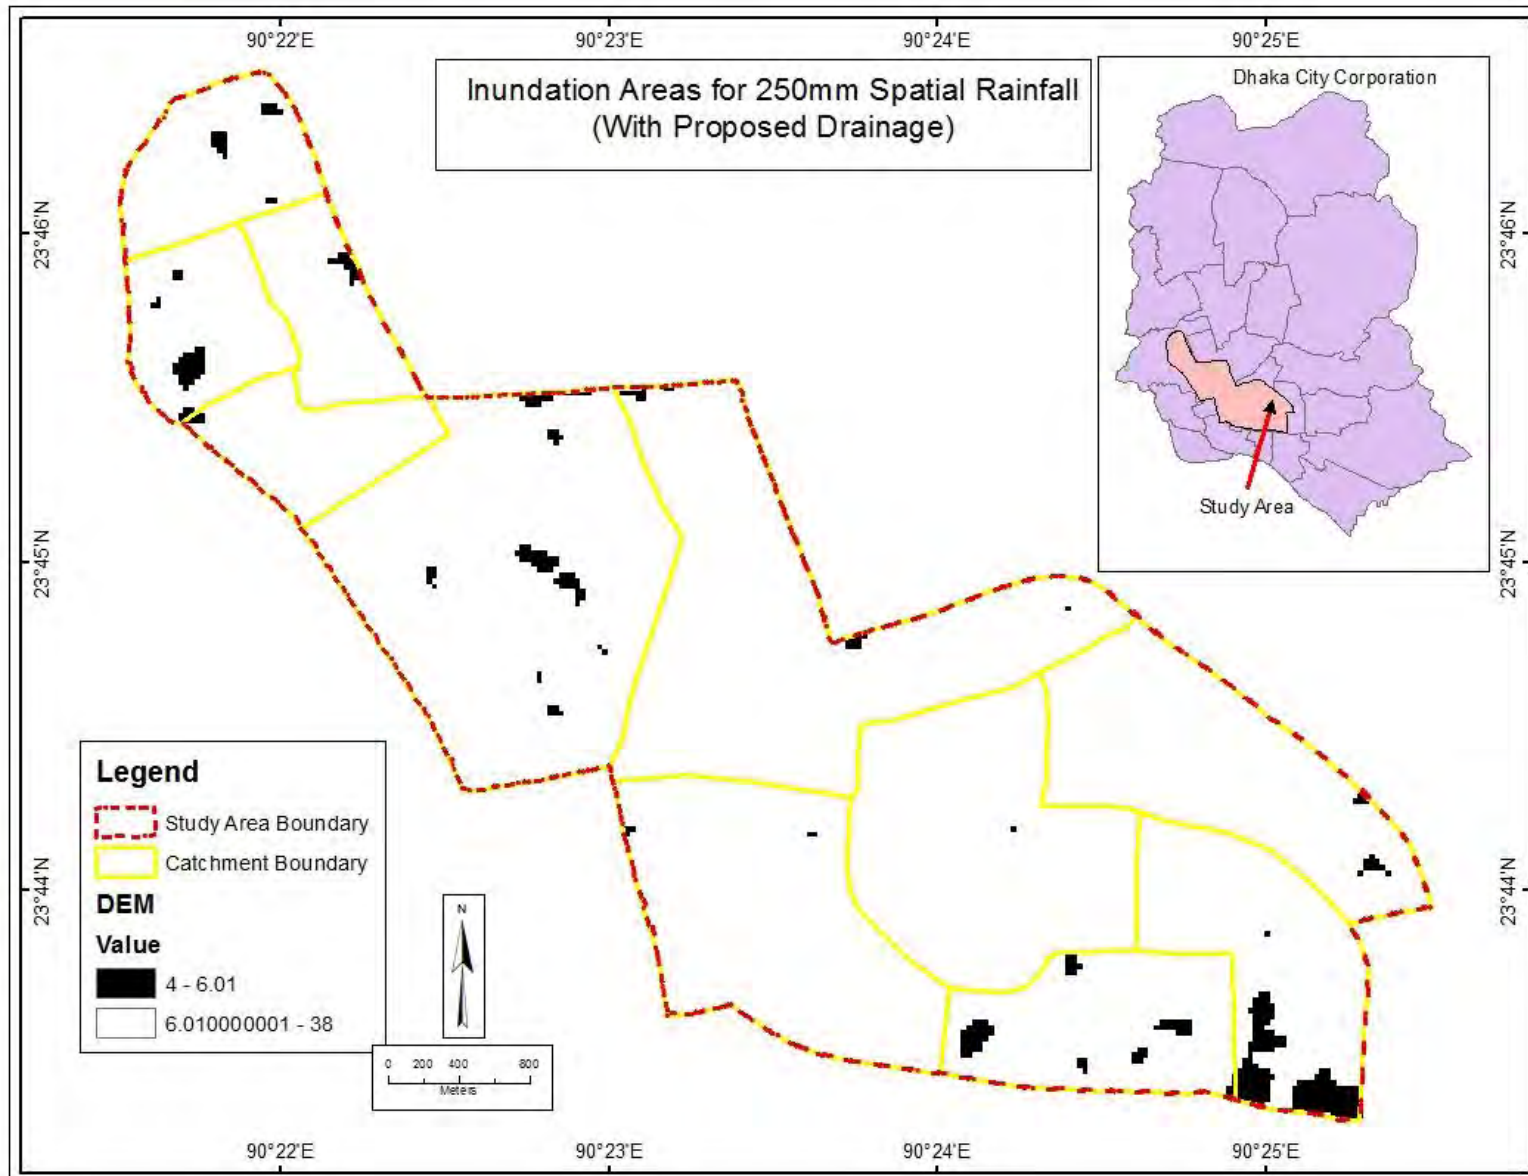 90°22'E
90°23'E
90°24'E
90°25'E
Inundation Areas for 250mm Spatial Rainfall
(With Proposed Drainage)
Dhaka City Corporation
Study Area
23°46'N
23°46'N
23°45'N
23°45'N
23°44'N
23°44'N
Legend
Study Area Boundary
Catchment Boundary
DEM
Value
4 - 6.01
6.010000001 - 38
N
0 200 400 800
Meters
90°22'E
90°23'E
90°24'E
90°25'E